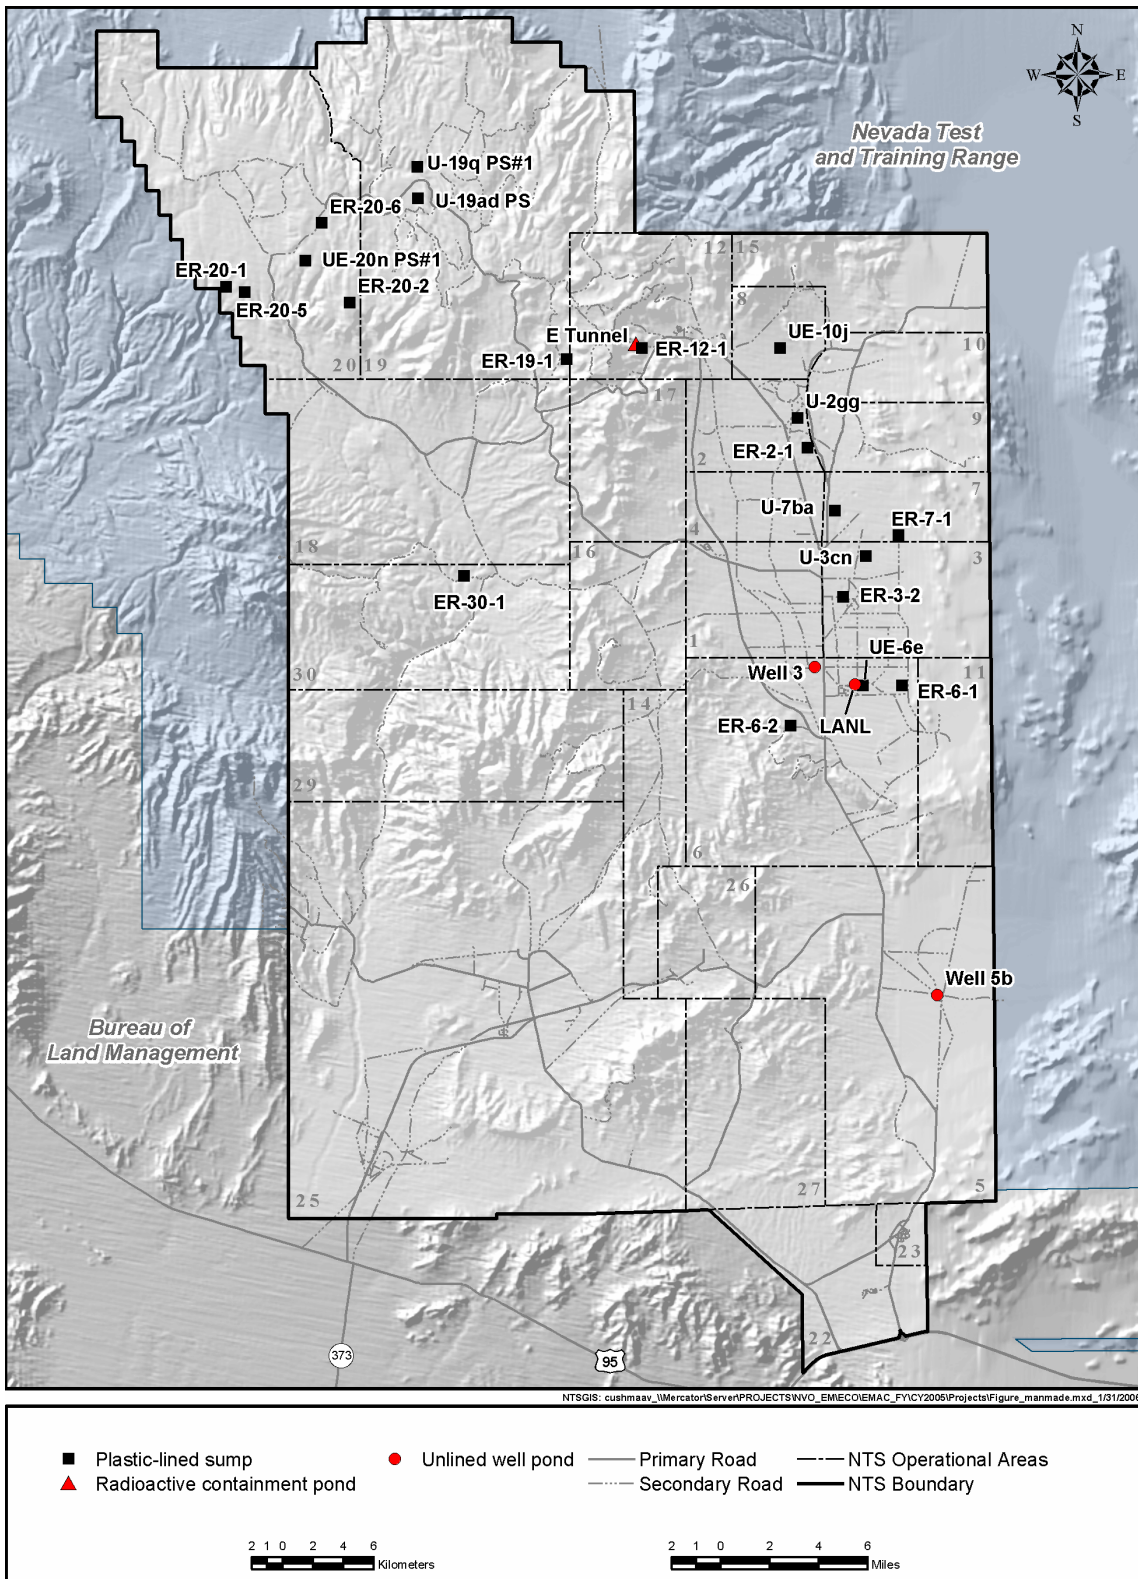 N
W E
S
Nevada Test
and Training Range
U-19q PS#1
U-19ad PS
ER-20-6
UE-20n PS#1
ER-20-1
ER-20-5
ER-20-2
12 15
8
E Tunnel
ER-12-1
UE-10j
10
ER-19-1
20 19
17
U-2gg
9
2
ER-2-1
7
U-7ba
ER-7-1
4
18
16
U-3cn
3
ER-30-1
ER-3-2
1
UE-6e
Well 3
11
30
14
ER-6-1
ER-6-2
LANL
29
6
26
Well 5b
Bureau of
Land Management
25
27
5
23
22
373
95
NTSGIS: cushmaav_\\Mercator\Server\PROJECTS\NVO_EM\ECO\EMAC_FY\CY2005\Projects\Figure_manmade.mxd_1/31/2006
Plastic-lined sump
Unlined well pond
Primary Road
NTS Operational Areas
Radioactive containment pond
Secondary Road
NTS Boundary
2 1 0 2 4 6
Kilometers
2 1 0 2 4 6
Miles